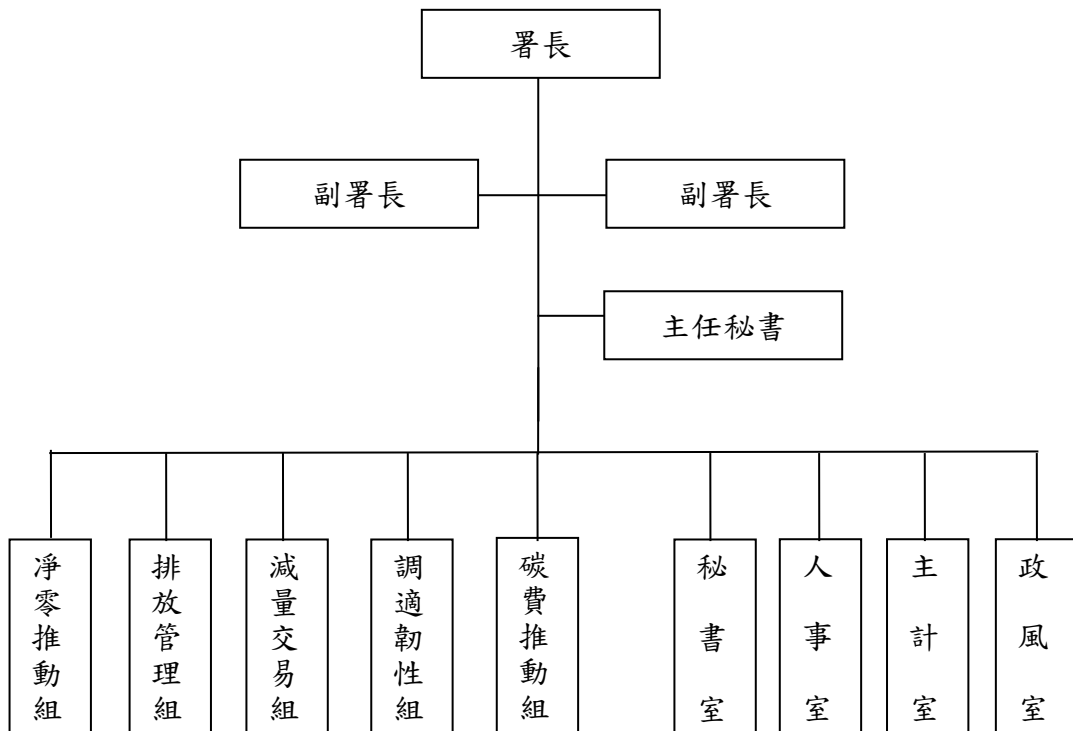 署長
副署長
副署長
主任秘書
淨零推動組
排放管理組
減量交易組
調適韌性組
碳費推動組
秘書室
人事室
主計室
政風室